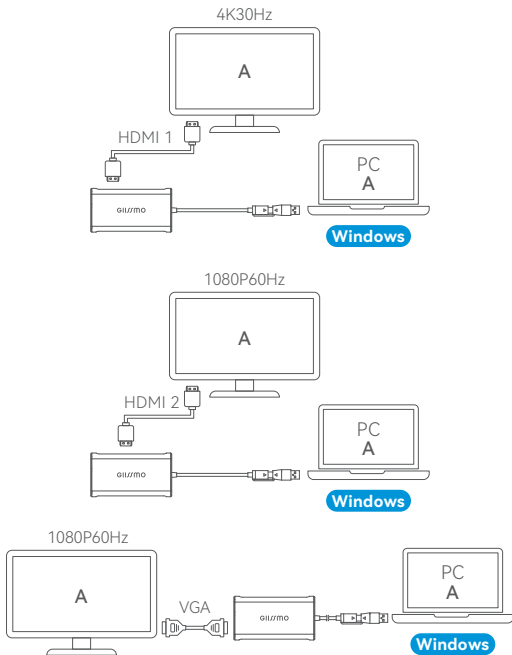 4K30Hz
A
HDMI 1
PC
A
GIISSMO
Windows
1080P60Hz
A
HDMI 2
PC
A
GIISSMO
Windows
1080P60Hz
A
VGA
GIISSMO
PC
A
Windows